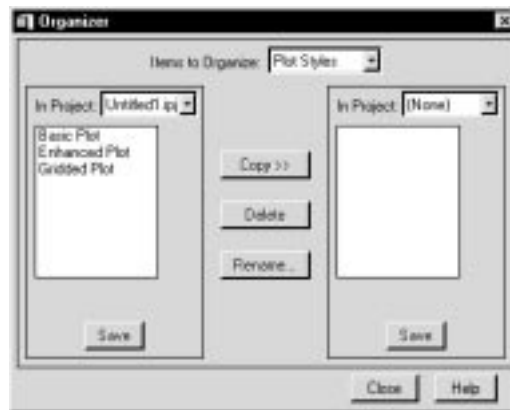 Organizer
Items to Organize: Plot Styles
In Project: Untitled1.ipj
Basic Plot
Enhanced Plot
Gridded Plot
Save
Copy >>
Delete
Rename...
In Project: (None)
Save
Close Help